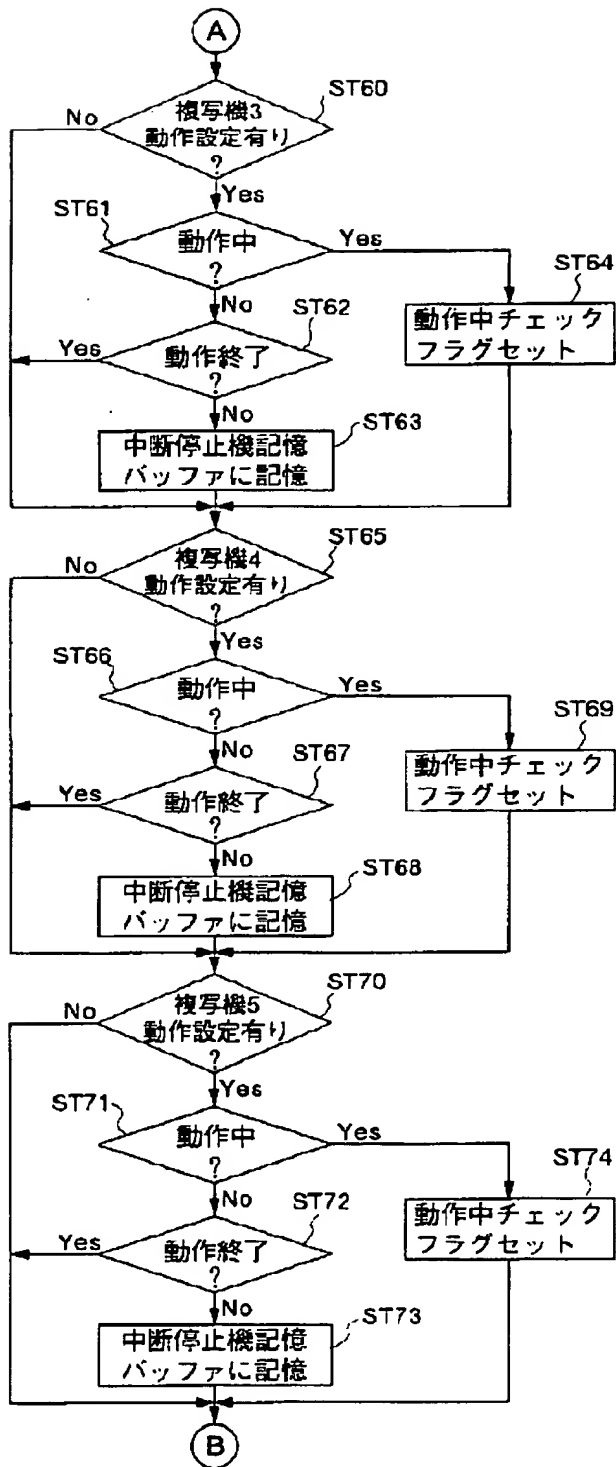 A
ST60
複写機3
動作設定有り
?
No
Yes
ST61
動作中
?
Yes
ST64
動作中チェック
フラグセット
No
ST62
動作終了
?
Yes
No
ST63
中断停止機記憶
バッファに記憶
ST65
複写機4
動作設定有り
?
No
Yes
ST66
動作中
?
Yes
ST69
動作中チェック
フラグセット
No
ST67
動作終了
?
Yes
No
ST68
中断停止機記憶
バッファに記憶
ST70
複写機5
動作設定有り
?
No
Yes
ST71
動作中
?
Yes
ST74
動作中チェック
フラグセット
No
ST72
動作終了
?
Yes
No
ST73
中断停止機記憶
バッファに記憶
B